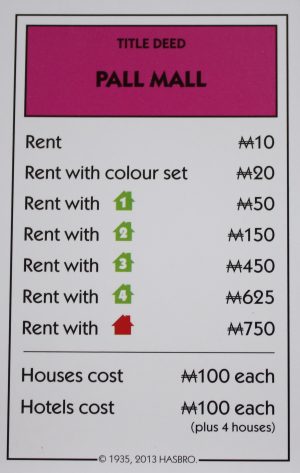 TITLE DEED
PALL MALL
Rent ₩10
Rent with colour set ₩20
Rent with 1 ₩50
Rent with 2 ₩150
Rent with 3 ₩450
Rent with 4 ₩625
Rent with ₩750
Houses cost ₩100 each
Hotels cost ₩100 each
(plus 4 houses)
© 1935, 2013 HASBRO.